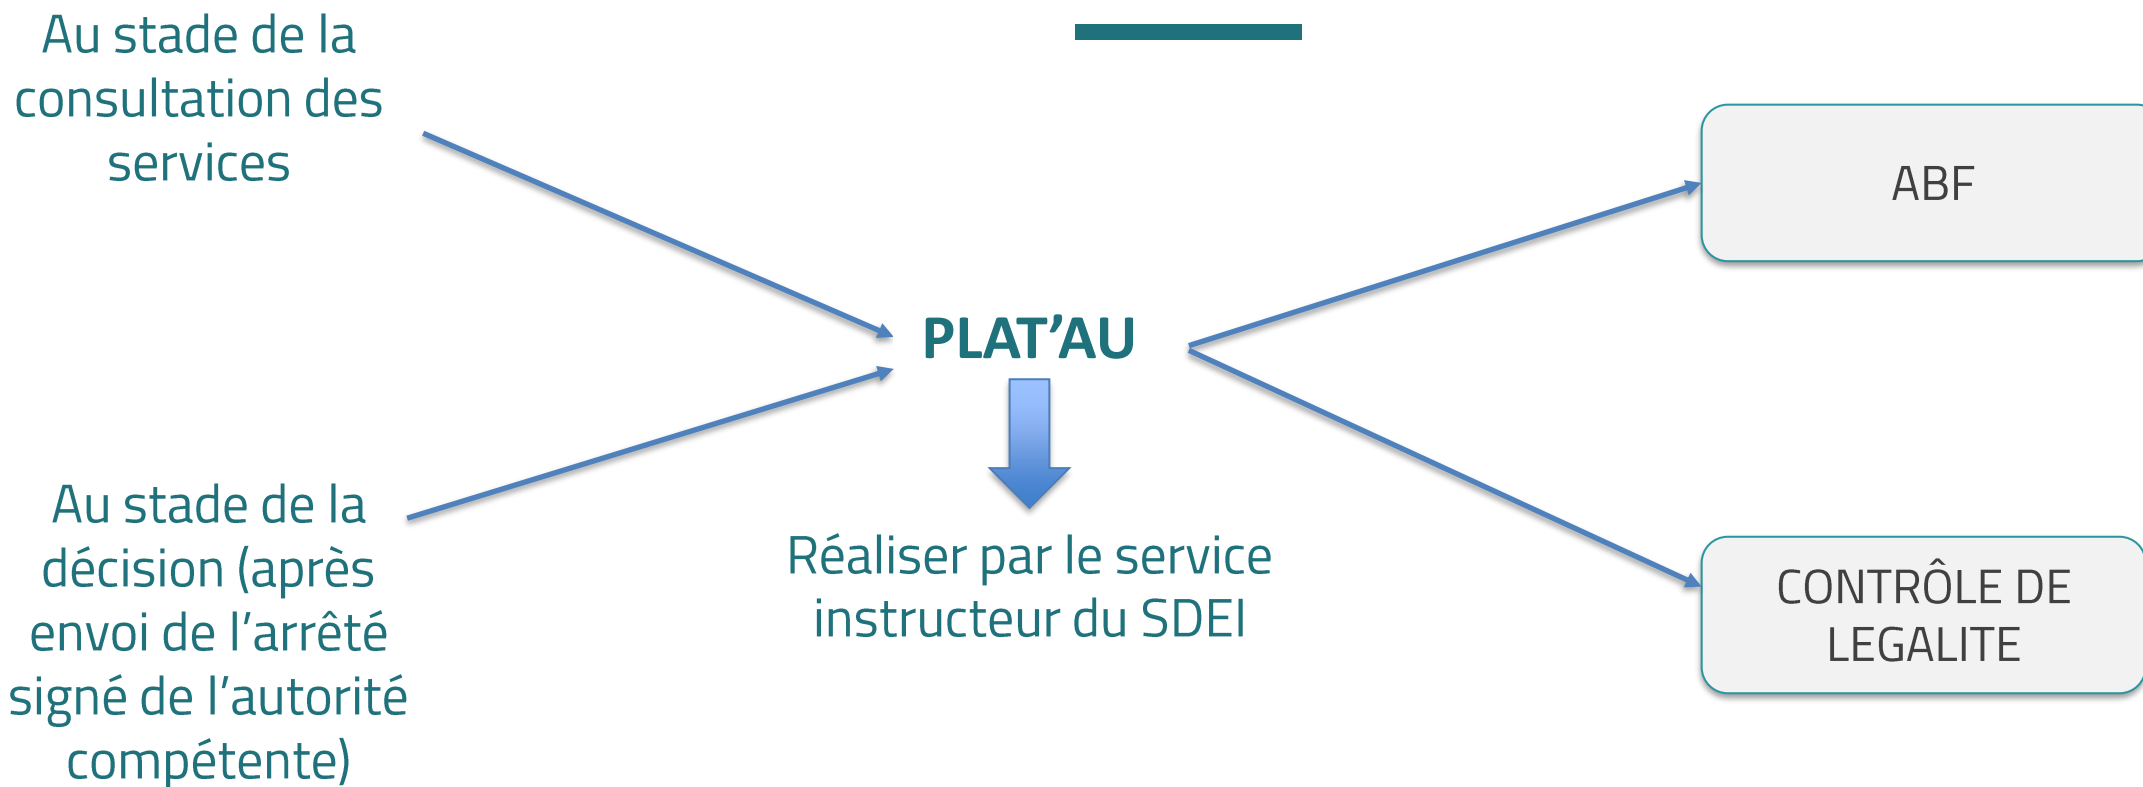 Au stade de la
consultation des
services
ABF
PLAT’AU
Au stade de la
décision (après
envoi de l’arrêté
signé de l’autorité
compétente)
Réaliser par le service
instructeur du SDEI
CONTRÔLE DE
LEGALITE